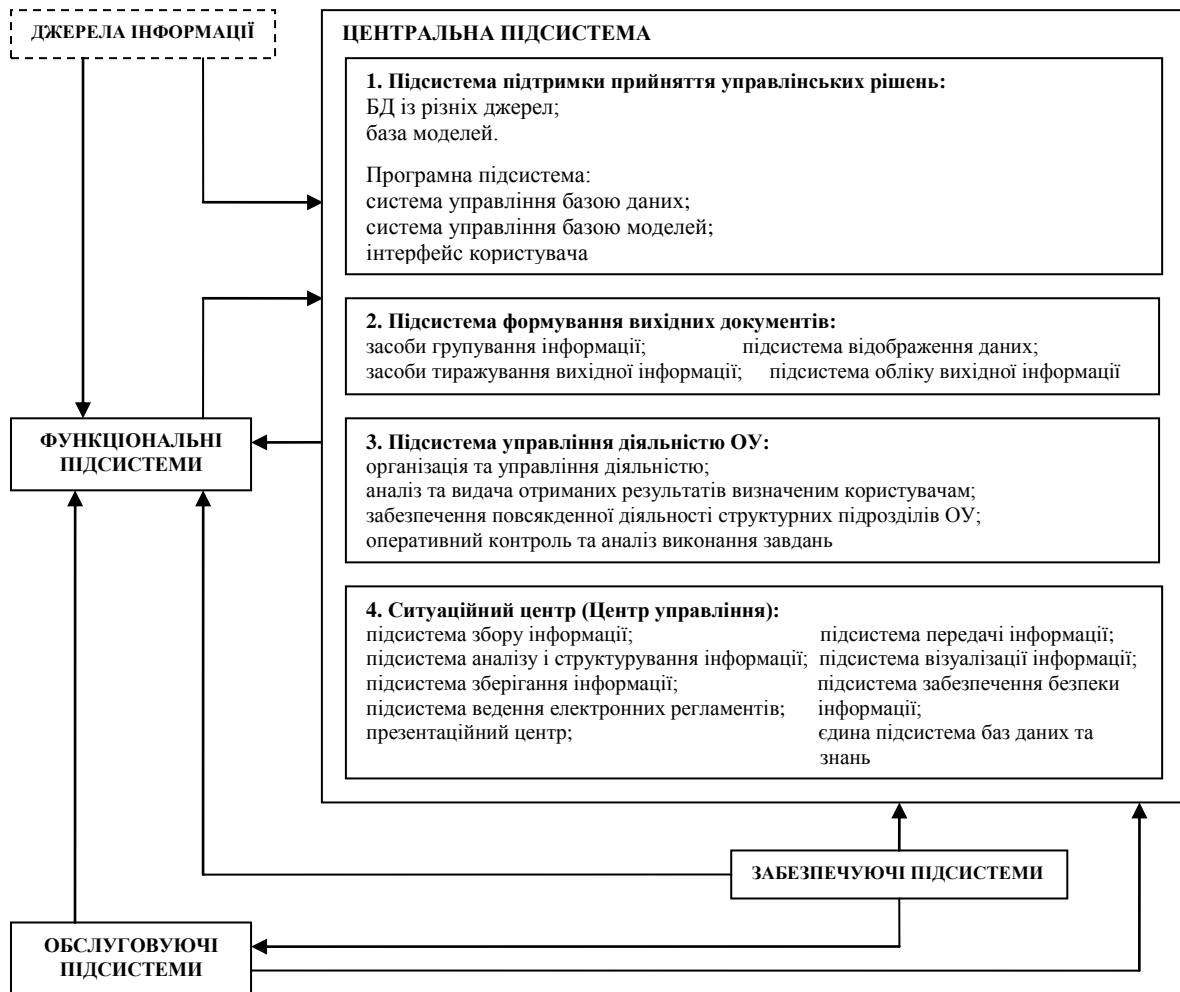 ДЖЕРЕЛА ІНФОРМАЦІЇ
ЦЕНТРАЛЬНА ПІДСИСТЕМА
1. Підсистема підтримки прийняття управлінських рішень:
БД із різніх джерел;
база моделей.
Програмна підсистема:
система управління базою даних;
система управління базою моделей;
інтерфейс користувача
2. Підсистема формування вихідних документів:
засоби групування інформації; підсистема відображення даних;
засоби тиражування вихідної інформації; підсистема обліку вихідної інформації
ФУНКЦІОНАЛЬНІ
ПІДСИСТЕМИ
3. Підсистема управління діяльністю ОУ:
організація та управління діяльністю;
аналіз та видача отриманих результатів визначеним користувачам;
забезпечення повсякденної діяльності структурних підрозділів ОУ;
оперативний контроль та аналіз виконання завдань
4. Ситуаційний центр (Центр управління):
підсистема збору інформації;
підсистема аналізу і структурування інформації;
підсистема зберігання інформації;
підсистема ведення електронних регламентів;
презентаційний центр;
підсистема передачі інформації;
підсистема візуалізації інформації;
підсистема забезпечення безпеки
інформації;
єдина підсистема баз даних та
знань
ЗАБЕЗПЕЧУЮЧІ ПІДСИСТЕМИ
ОБСЛУГОВУЮЧІ
ПІДСИСТЕМИ